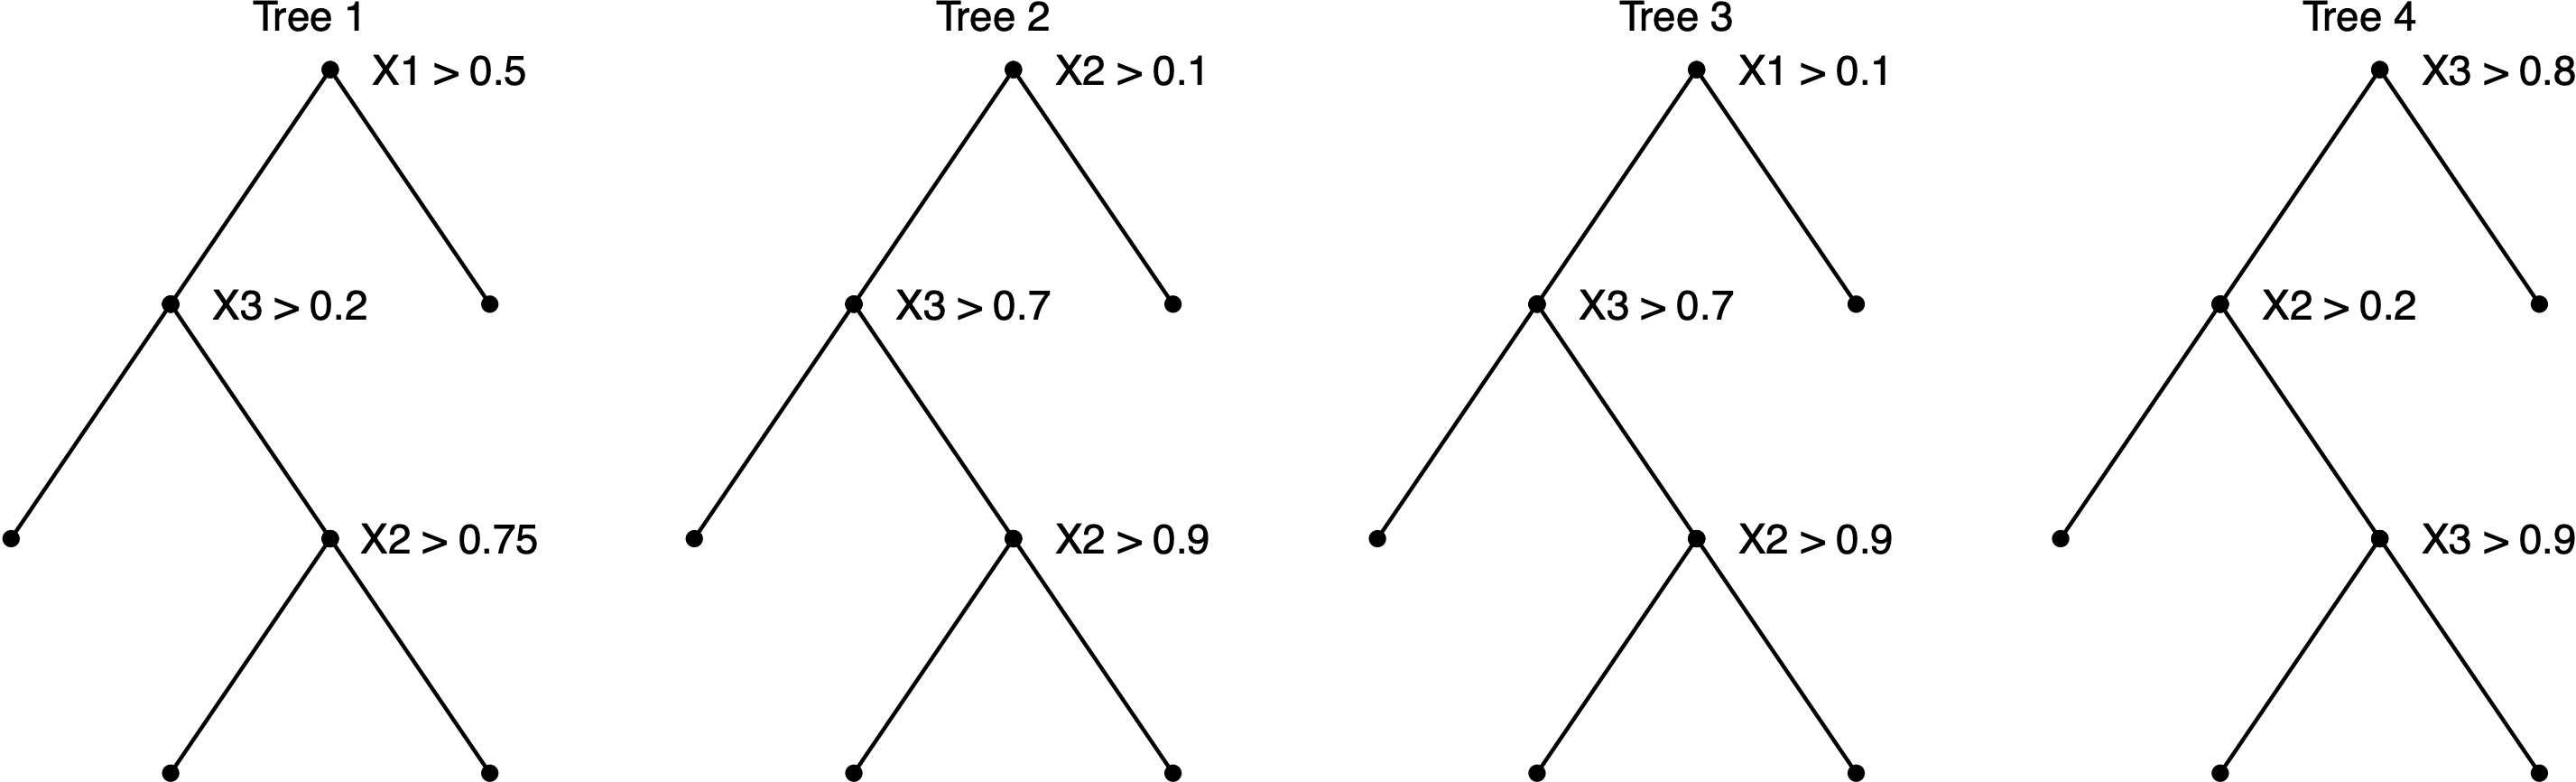 Tree 1
X1 > 0.5
X3 > 0.2
X2 > 0.75
Tree 2
X2 > 0.1
X3 > 0.7
X2 > 0.9
Tree 3
X1 > 0.1
X3 > 0.7
X2 > 0.9
Tree 4
X3 > 0.8
X2 > 0.2
X3 > 0.9